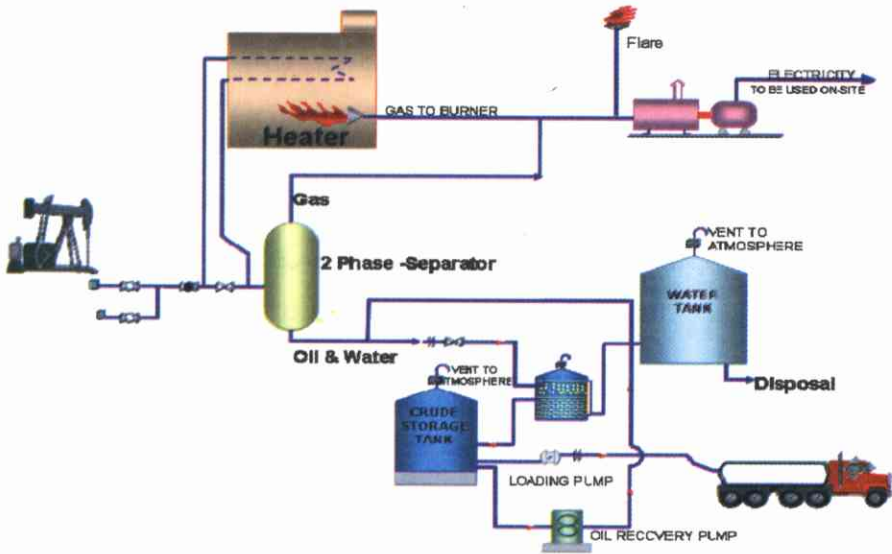 Flare
ELECTRICITY
TO BE USED ON-SITE
GAS TO BURNER
Heater
Gas
2 Phase -Separator
VENT TO
ATMOSPHERE
WATER
TANK
Oil & Water
VENT TO
ATMOSPHERE
Disposal
CRUDE
STORAGE
TANK
LOADING PUMP
OIL RECCVERY PUMP